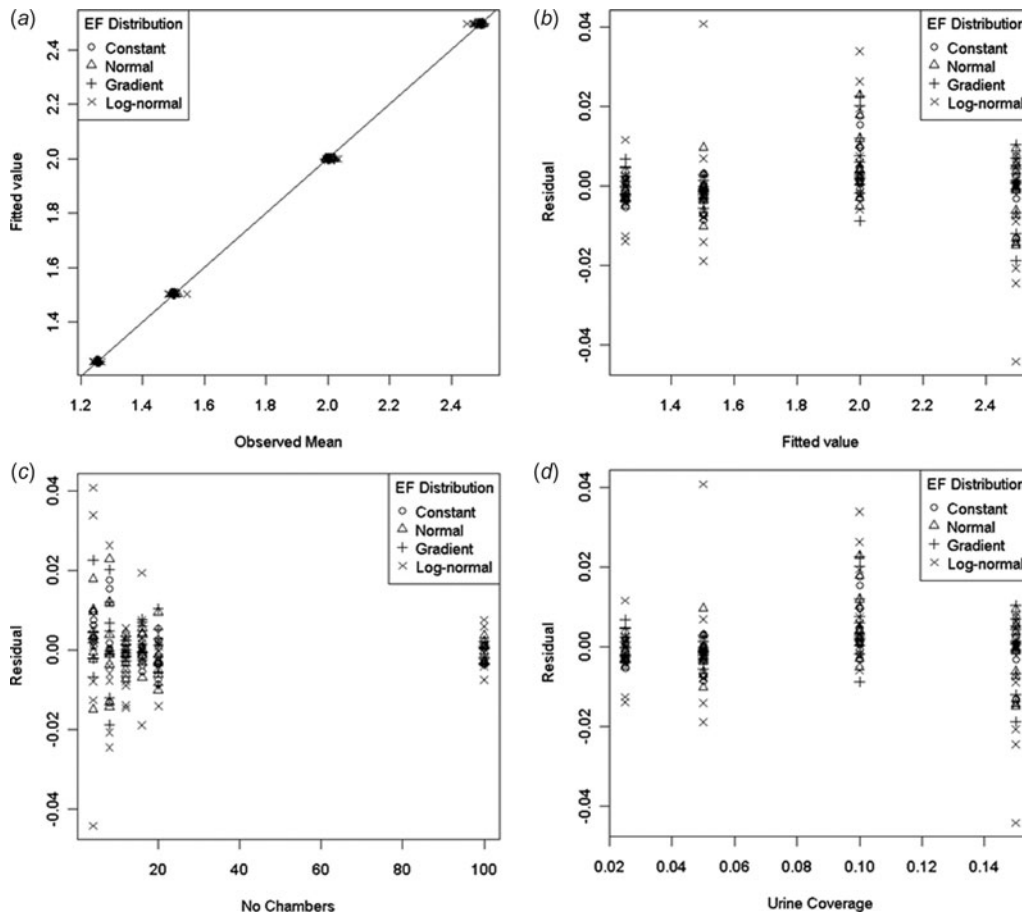 (a)
EF Distribution
Constant
Normal
Gradient
Log-normal
Fitted value
2.4
2.2
2.0
1.8
1.6
1.4
1.2 1.4 1.6 1.8 2.0 2.2 2.4
Observed Mean
(b)
EF Distribution
Constant
Normal
Gradient
Log-normal
Residual
0.04
0.02
0.00
-0.02
-0.04
1.4 1.6 1.8 2.0 2.2 2.4
Fitted value
(c)
EF Distribution
Constant
Normal
Gradient
Log-normal
Residual
0.04
0.02
0.00
-0.02
-0.04
20 40 60 80 100
No Chambers
(d)
EF Distribution
Constant
Normal
Gradient
Log-normal
Residual
0.04
0.02
0.00
-0.02
-0.04
0.02 0.04 0.06 0.08 0.10 0.12 0.14
Urine Coverage